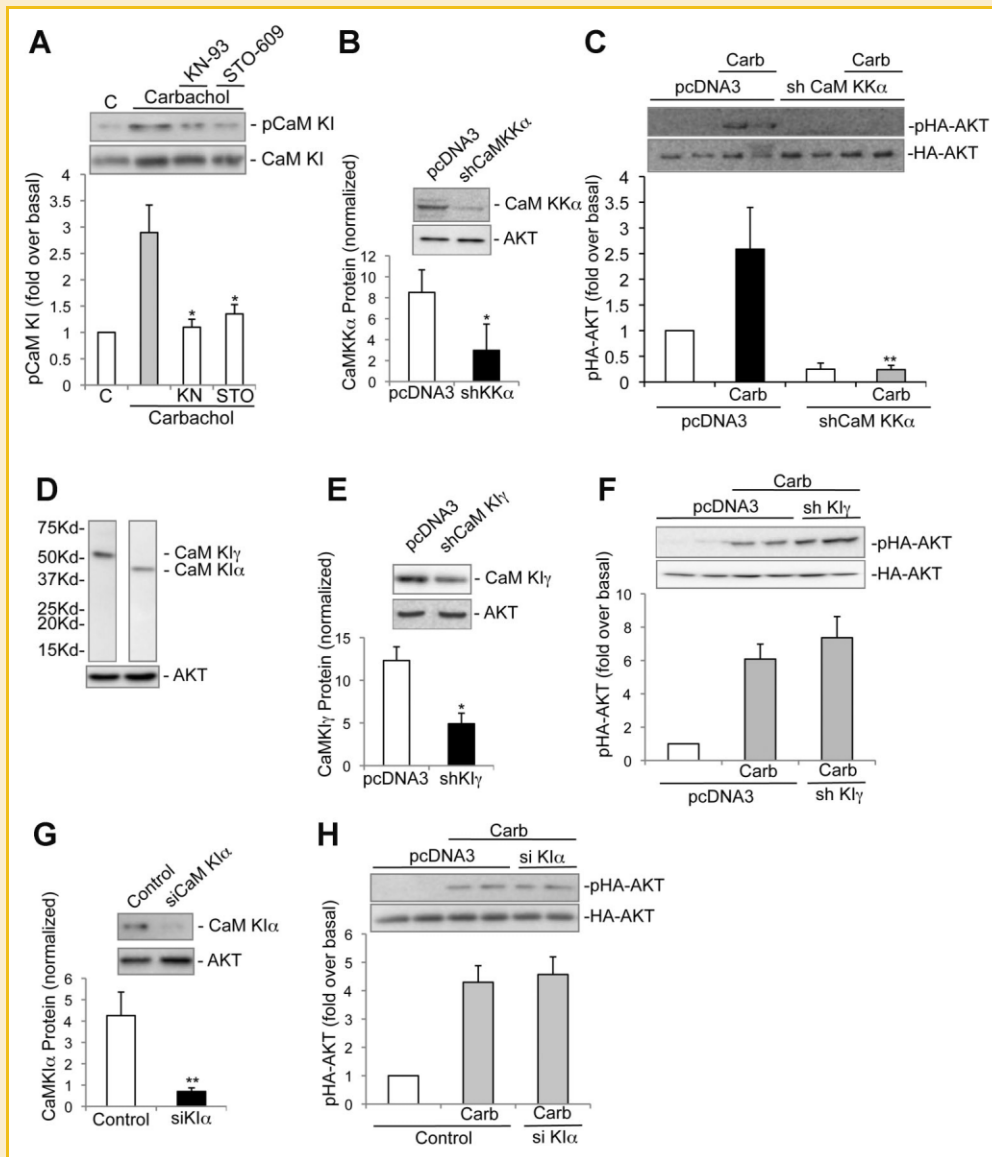 A
KN-93
STO-609
C
Carbachol
- pCaM KI
- CaM KI
pCaM KI (fold over basal)
4
3.5
3
2.5
2
1.5
1
0.5
0
*
*
C
KN
STO
Carbachol
B
pcDNA3
shCaMKKα
- CaM KKα
- AKT
CaMKKα Protein (normalized)
12
10
8
6
4
2
0
*
pcDNA3
shKKα
C
Carb
Carb
pcDNA3
sh CaM KKα
-pHA-AKT
-HA-AKT
pHA-AKT (fold over basal)
4
3.5
3
2.5
2
1.5
1
0.5
0
**
Carb
Carb
pcDNA3
shCaM KKα
D
75Kd-
50Kd-
37Kd-
25Kd-
20Kd-
15Kd-
- CaM KIγ
- CaM KIα
- AKT
E
pcDNA3
shCaM KIγ
- CaM KIγ
- AKT
CaMKIγ Protein (normalized)
15
10
5
0
*
pcDNA3
shKIγ
F
Carb
pcDNA3
sh KIγ
-pHA-AKT
-HA-AKT
pHA-AKT (fold over basal)
10
8
6
4
2
0
Carb
Carb
pcDNA3
sh KIγ
G
Control
siCaM KIα
- CaM KIα
- AKT
CaMKIα Protein (normalized)
6
5
4
3
2
1
0
**
Control
siKIα
H
Carb
pcDNA3
si KIα
-pHA-AKT
-HA-AKT
pHA-AKT (fold over basal)
6
5
4
3
2
1
0
Carb
Carb
Control
si KIα